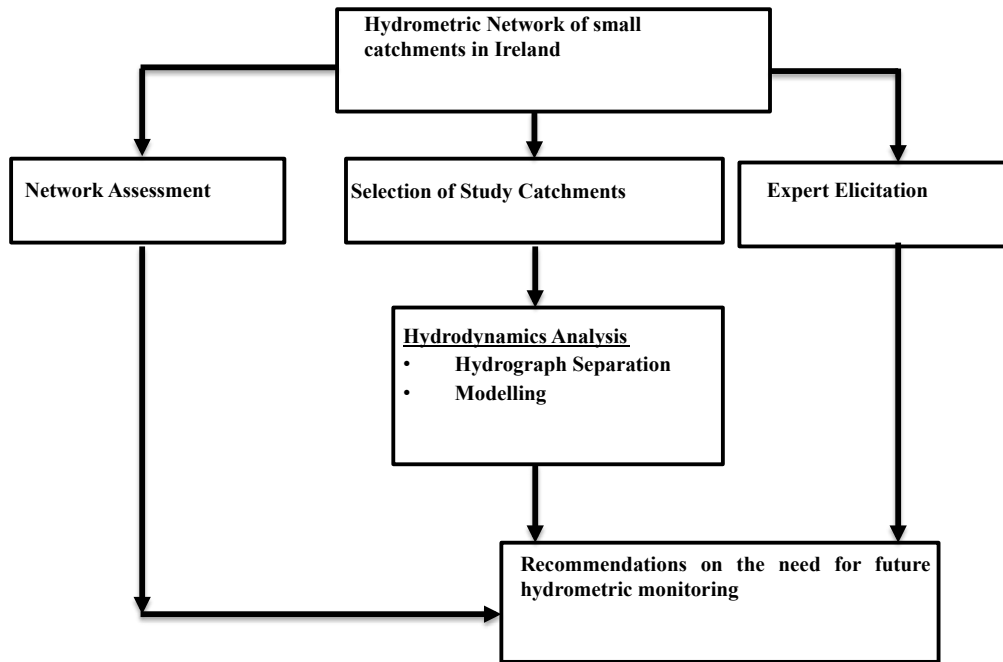 Hydrometric Network of small
catchments in Ireland
Network Assessment
Selection of Study Catchments
Expert Elicitation
Hydrodynamics Analysis
• Hydrograph Separation
• Modelling
Recommendations on the need for future
hydrometric monitoring